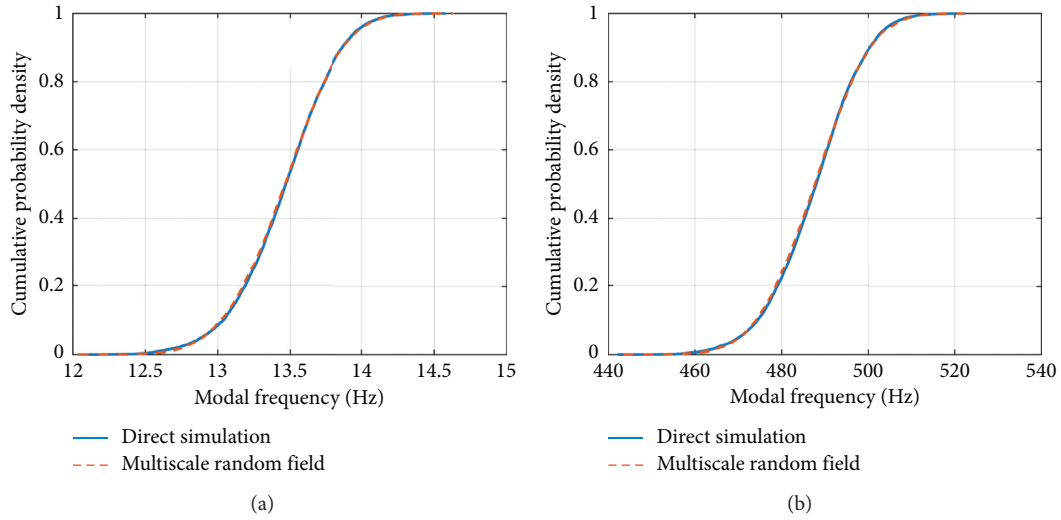 Cumulative probability density
1
0.8
0.6
0.4
0.2
0
12 12.5 13 13.5 14 14.5 15
Modal frequency (Hz)
Direct simulation
Multiscale random field
(a)
Cumulative probability density
1
0.8
0.6
0.4
0.2
0
440 460 480 500 520 540
Modal frequency (Hz)
Direct simulation
Multiscale random field
(b)